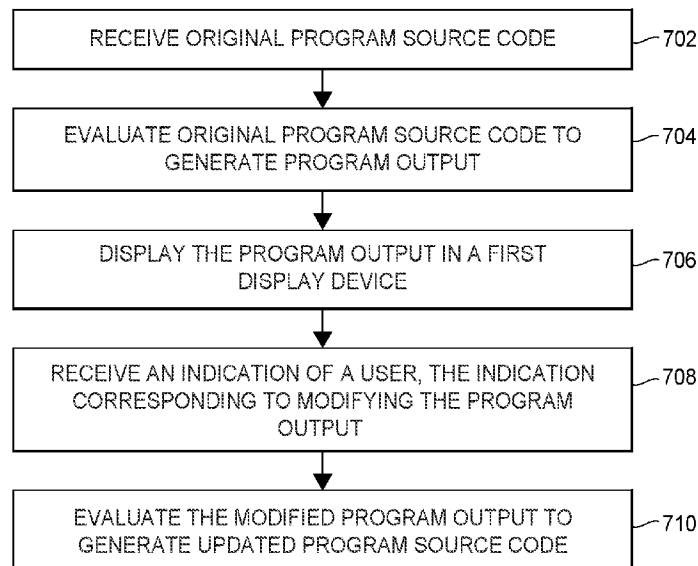 RECEIVE ORIGINAL PROGRAM SOURCE CODE
702
EVALUATE ORIGINAL PROGRAM SOURCE CODE TO
GENERATE PROGRAM OUTPUT
704
DISPLAY THE PROGRAM OUTPUT IN A FIRST
DISPLAY DEVICE
706
RECEIVE AN INDICATION OF A USER, THE INDICATION
CORRESPONDING TO MODIFYING THE PROGRAM
OUTPUT
708
EVALUATE THE MODIFIED PROGRAM OUTPUT TO
GENERATE UPDATED PROGRAM SOURCE CODE
710